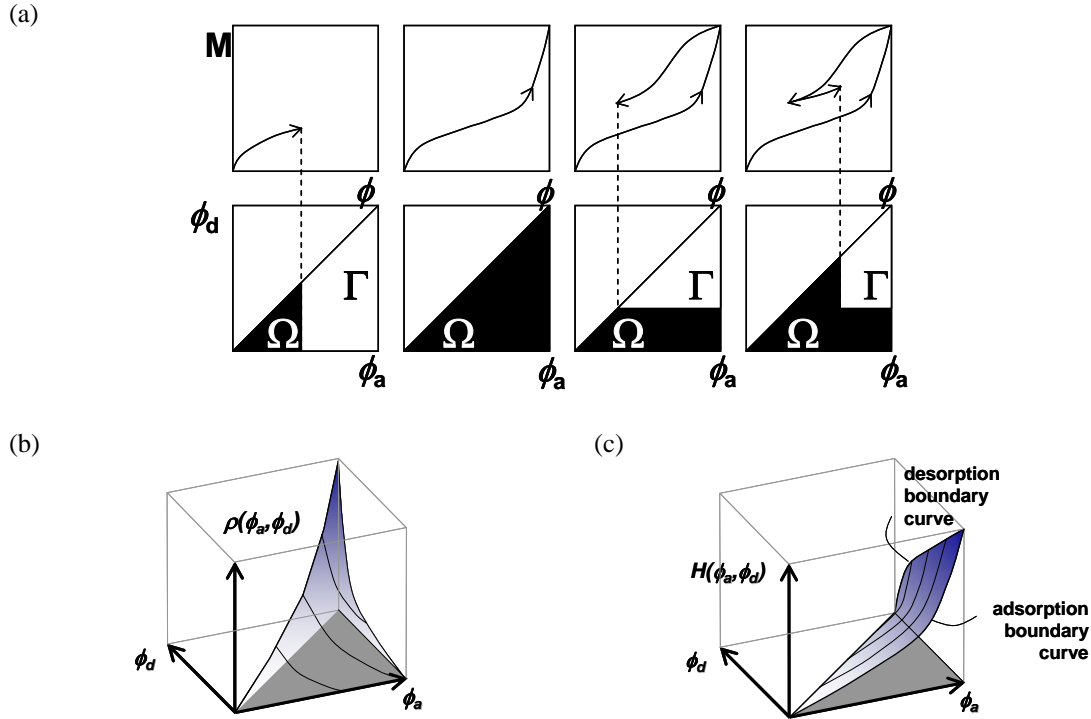 (a)
M
ϕ ϕ ϕ ϕ
ϕd
Γ Γ Γ
Ω Ω Ω Ω
ϕa ϕa ϕa ϕa
(b)
ρ(ϕa,ϕd)
ϕd
ϕa
(c)
desorption
boundary
curve
H(ϕa,ϕd)
adsorption
boundary
curve
ϕd
ϕa